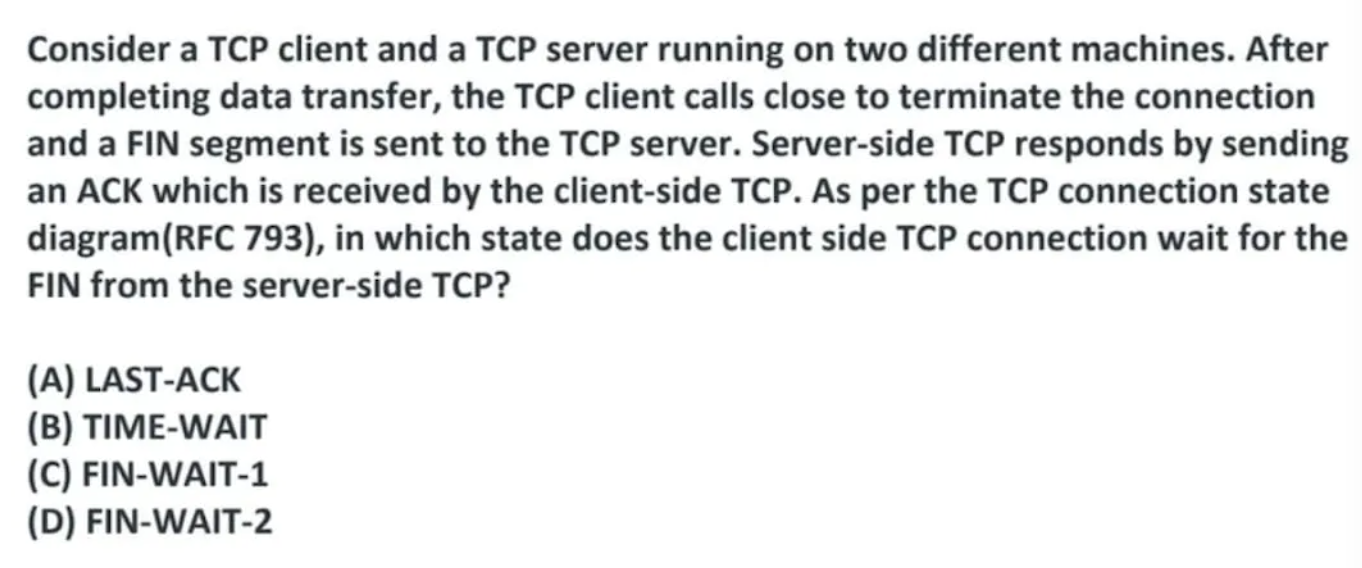 Consider a TCP client and a TCP server running on two different machines. After
completing data transfer, the TCP client calls close to terminate the connection
and a FIN segment is sent to the TCP server. Server-side TCP responds by sending
an ACK which is received by the client-side TCP. As per the TCP connection state
diagram(RFC 793), in which state does the client side TCP connection wait for the
FIN from the server-side TCP?
(A) LAST-ACK
(B) TIME-WAIT
(C) FIN-WAIT-1
(D) FIN-WAIT-2